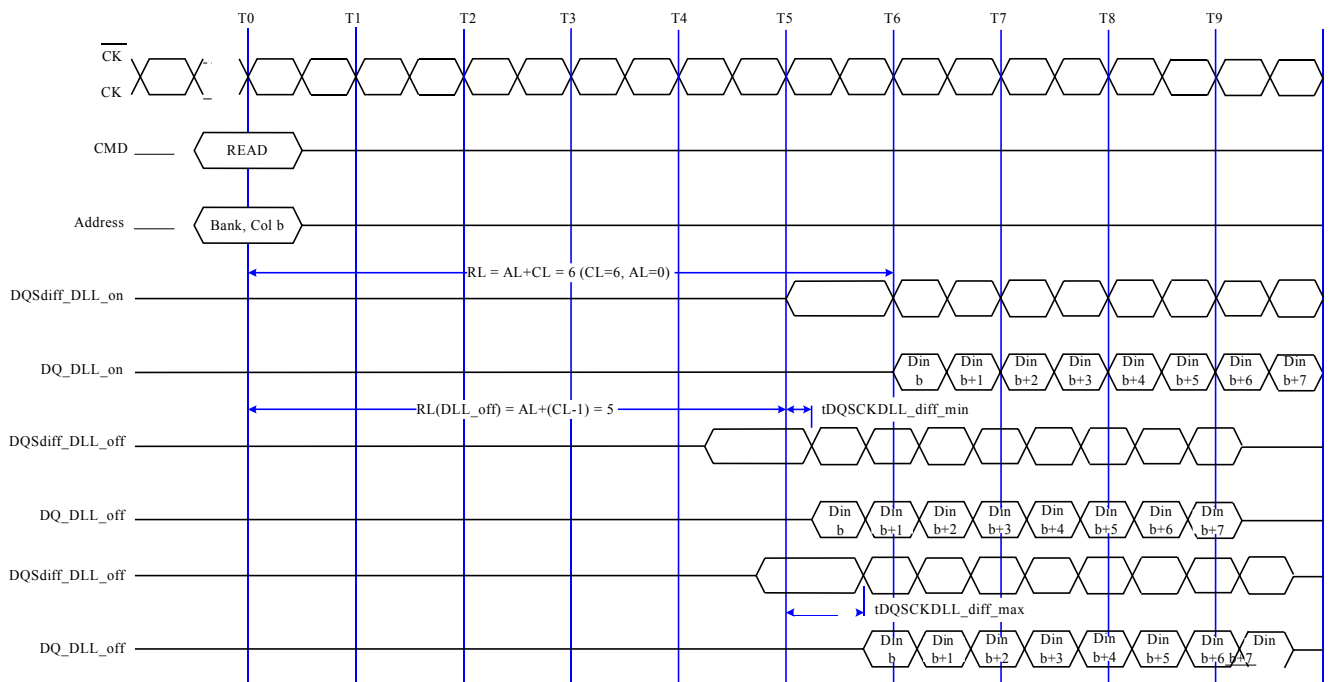 T0 T1 T2 T3 T4 T5 T6 T7 T8 T9
CK
CK
CMD READ
Address Bank, Col b
RL = AL+CL = 6 (CL=6, AL=0)
DQSdiff_DLL_on
DQ_DLL_on Din Din Din Din Din Din Din Din
b b+1 b+2 b+3 b+4 b+5 b+6 b+7
RL(DLL_off) = AL+(CL-1) = 5 tDQSCKDLL_diff_min
DQSdiff_DLL_off
DQ_DLL_off Din Din Din Din Din Din Din Din
b b+1 b+2 b+3 b+4 b+5 b+6 b+7
DQSdiff_DLL_off
tDQSCKDLL_diff_max
DQ_DLL_off Din Din Din Din Din Din Din Din
b b+1 b+2 b+3 b+4 b+5 b+6 b+7